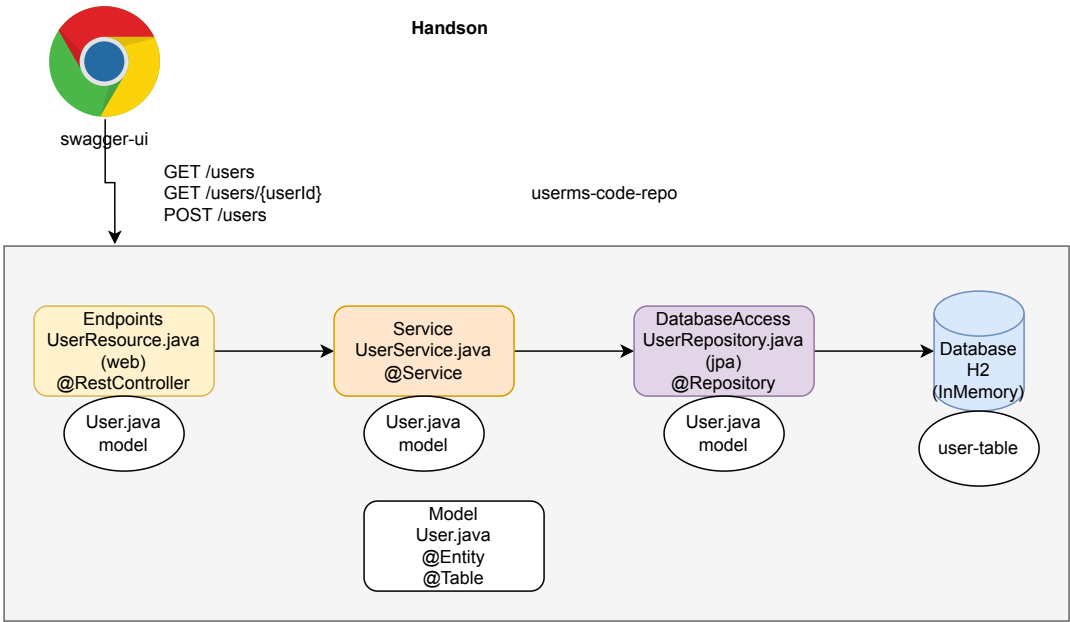 Handson
swagger-ui
GET /users
GET /users/{userId}
POST /users
userms-code-repo
Endpoints
UserResource.java
(web)
@RestController
User.java
model
Service
UserService.java
@Service
User.java
model
DatabaseAccess
UserRepository.java
(jpa)
@Repository
User.java
model
Database
H2
(InMemory)
user-table
Model
User.java
@Entity
@Table